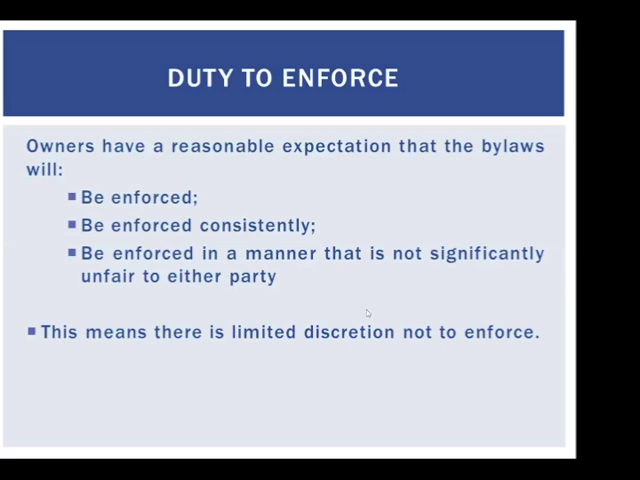 DUTY TO ENFORCE
Owners have a reasonable expectation that the bylaws
will:
Be enforced;
Be enforced consistently;
Be enforced in a manner that is not significantly
unfair to either party
This means there is limited discretion not to enforce.